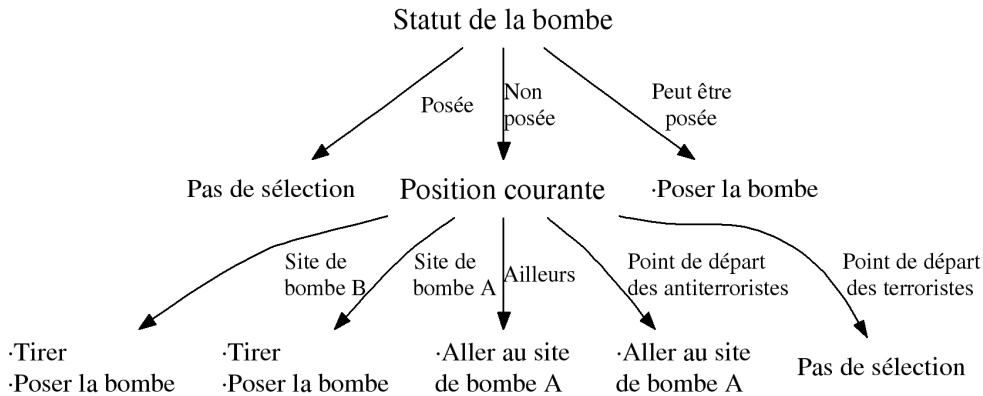 Statut de la bombe
Posée
Non
posée
Peut être
posée
Pas de sélection
Position courante
·Poser la bombe
Site de
bombe B
Site de
bombe A
Ailleurs
Point de départ
des antiterroristes
Point de départ
des terroristes
·Tirer
·Poser la bombe
·Tirer
·Poser la bombe
·Aller au site
de bombe A
·Aller au site
de bombe A
Pas de sélection